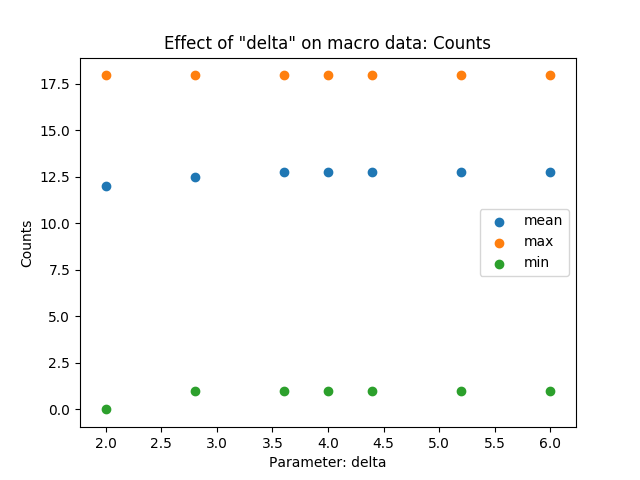 Effect of "delta" on macro data: Counts
17.5
15.0
12.5
10.0
7.5
5.0
2.5
0.0
Counts
mean
max
min
2.0 2.5 3.0 3.5 4.0 4.5 5.0 5.5 6.0
Parameter: delta